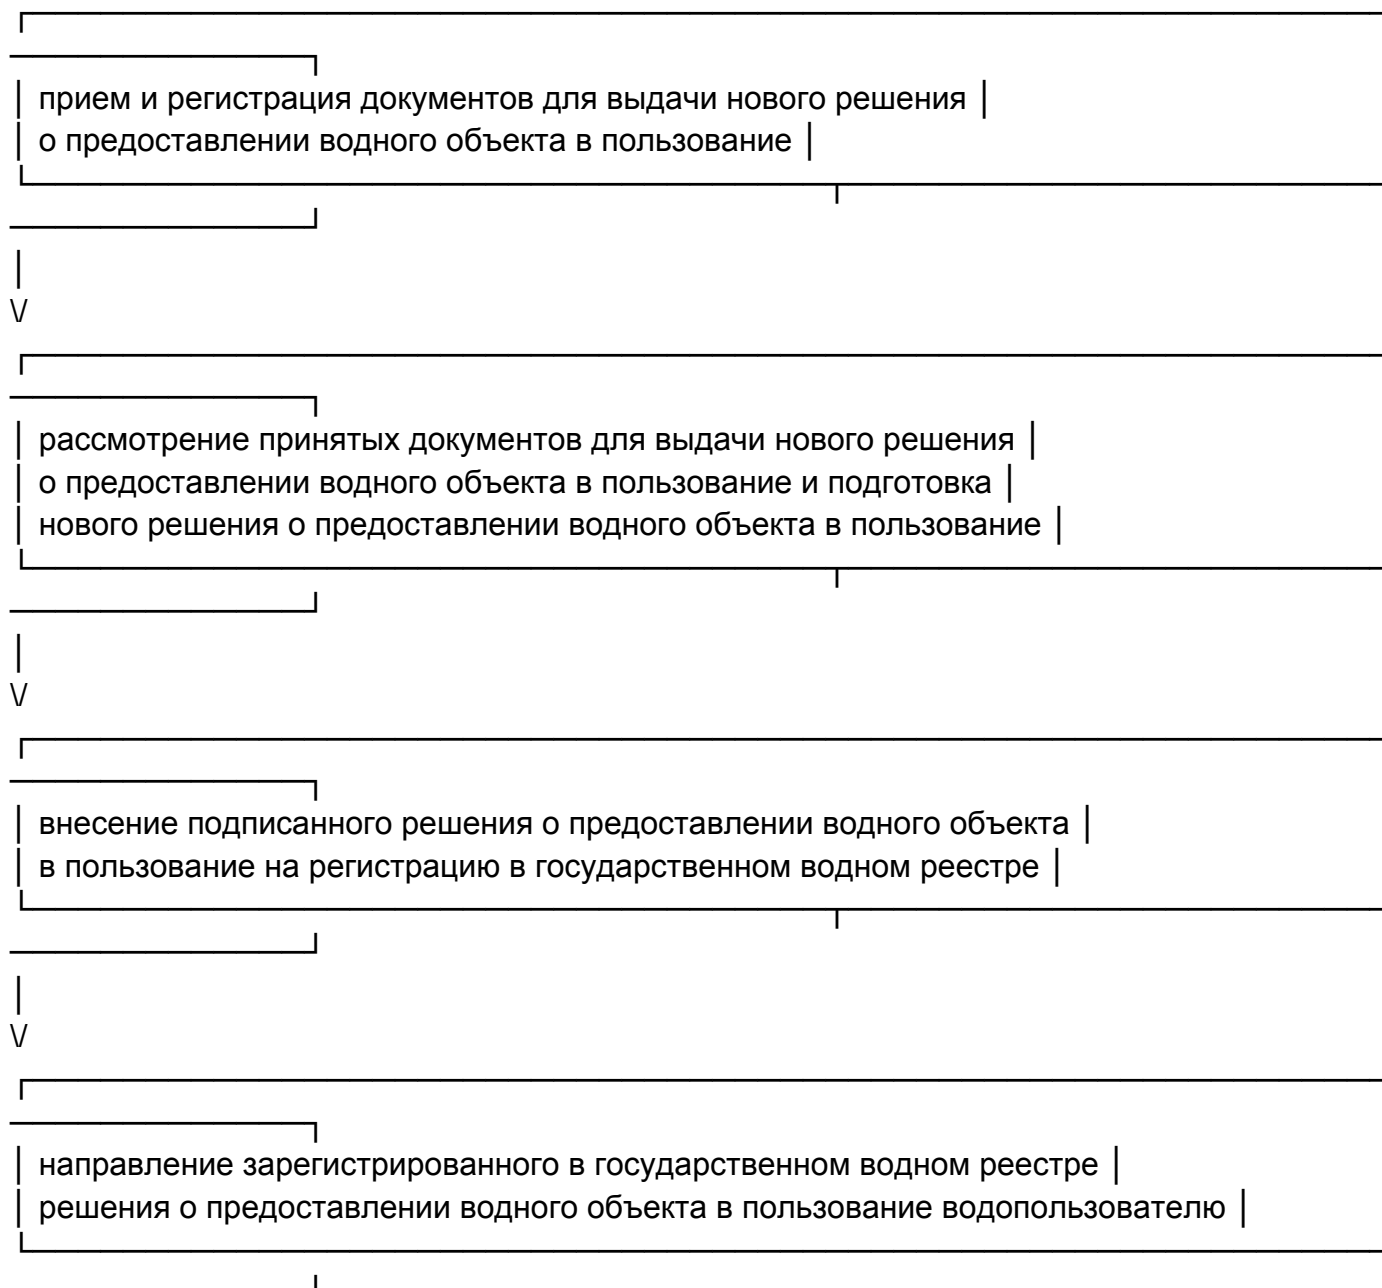 ┌──────────────────────────────────────────────────────────
─────────────┐
│ прием и регистрация документов для выдачи нового решения │
│ о предоставлении водного объекта в пользование │
└───────────────────────────────────┬──────────────────────
─────────────┘
│
\/
┌──────────────────────────────────────────────────────────
─────────────┐
│ рассмотрение принятых документов для выдачи нового решения │
│ о предоставлении водного объекта в пользование и подготовка │
│ нового решения о предоставлении водного объекта в пользование │
└───────────────────────────────────┬──────────────────────
─────────────┘
│
\/
┌──────────────────────────────────────────────────────────
─────────────┐
│ внесение подписанного решения о предоставлении водного объекта │
│ в пользование на регистрацию в государственном водном реестре │
└───────────────────────────────────┬──────────────────────
─────────────┘
│
\/
┌──────────────────────────────────────────────────────────
─────────────┐
│ направление зарегистрированного в государственном водном реестре │
│ решения о предоставлении водного объекта в пользование водопользователю │
└──────────────────────────────────────────────────────────
─────────────┘